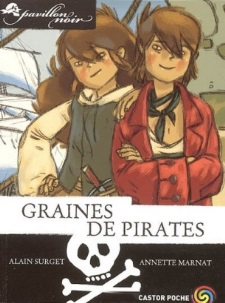 pavillon
noir
GRAINES
DE PIRATES
ALAIN SURGET
ANNETTE MARNAT
CASTOR POCHE